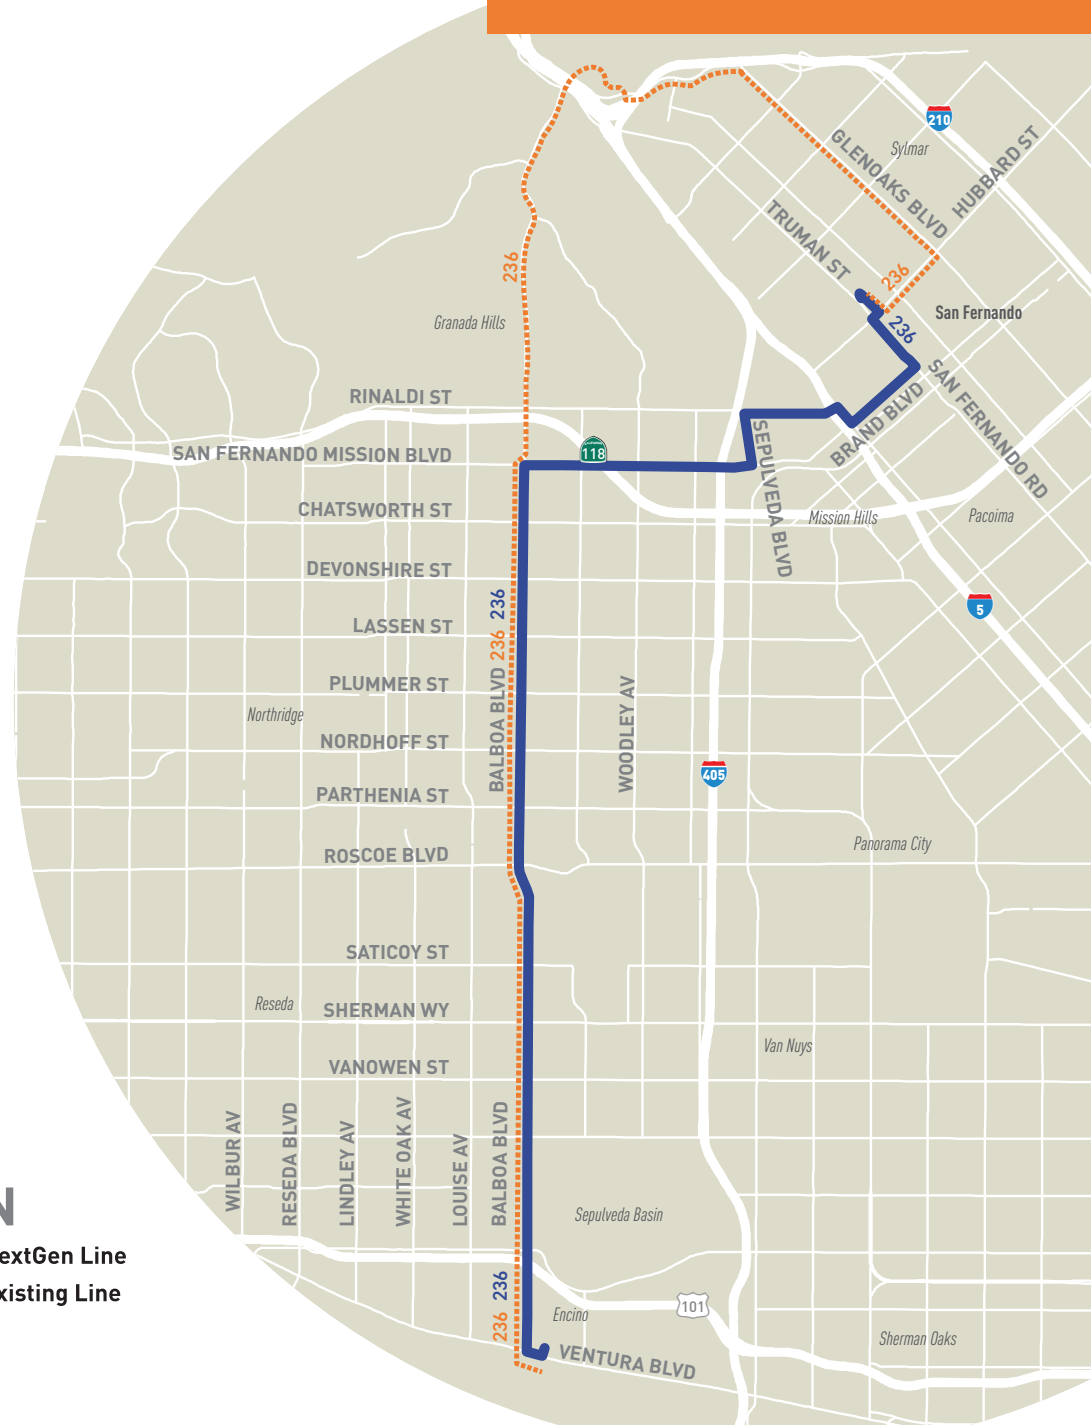 210
Sylmar
HUBBARD ST
GLENOAKS BLVD
TRUMAN ST
236
236
San Fernando
236
Granada Hills
SAN FERNANDO RD
RINALDI ST
BRAND BLVD
SAN FERNANDO MISSION BLVD
118
SEPULVEDA BLVD
CHATSWORTH ST
Mission Hills
Pacoima
DEVONSHIRE ST
236
5
LASSEN ST
236
PLUMMER ST
BALBOA BLVD
WOODLEY AV
Northridge
NORDHOFF ST
405
PARTHENIA ST
Panorama City
ROSCOE BLVD
SATICOY ST
Reseda
SHERMAN WY
Van Nuys
VANOWEN ST
WILBUR AV
RESEDA BLVD
LINDLEY AV
WHITE OAK AV
LOUISE AV
BALBOA BLVD
Sepulveda Basin
N
extGen Line
xisting Line
236
236
Encino
101
Sherman Oaks
VENTURA BLVD